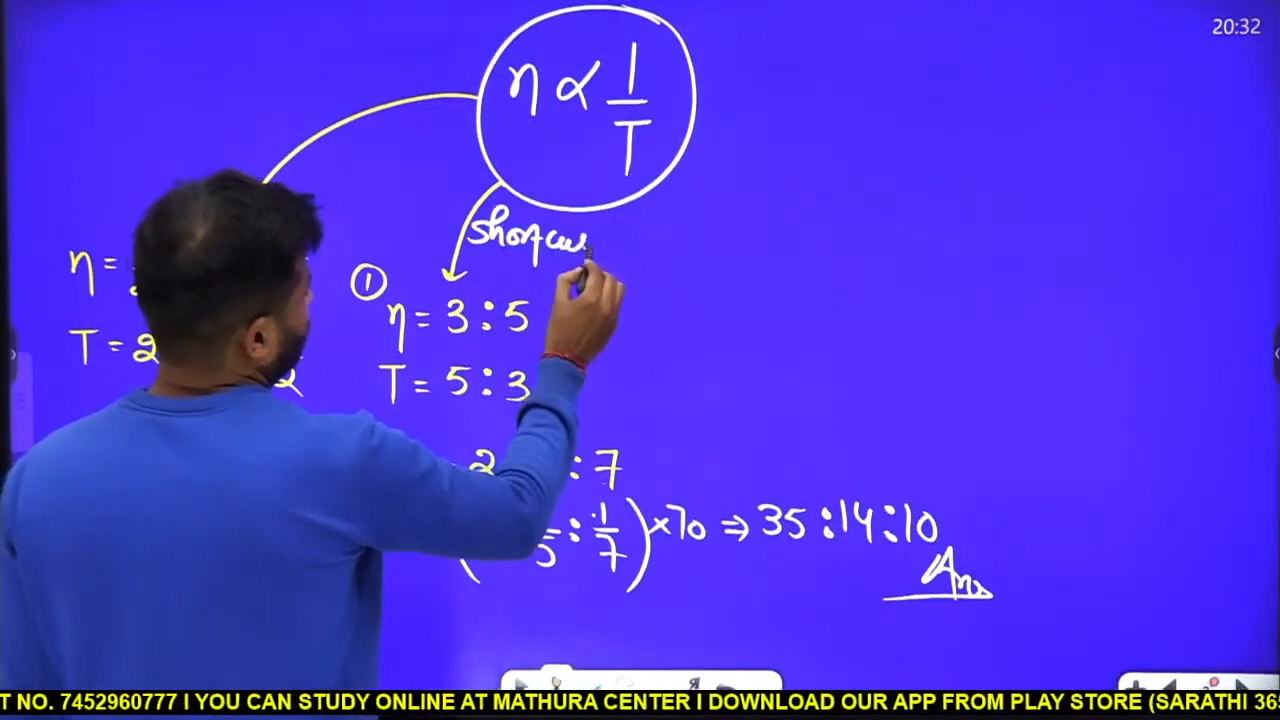 20:32
η ∝ 1/T
η =
T = 2
①
η = 3 : 5
T = 5 : 3
2 : 7
5 : 1/7) ×70 ⇒ 35 : 14 : 10
Ans
T NO. 7452960777 I YOU CAN STUDY ONLINE AT MATHURA CENTER I DOWNLOAD OUR APP FROM PLAY STORE (SARATHI 36